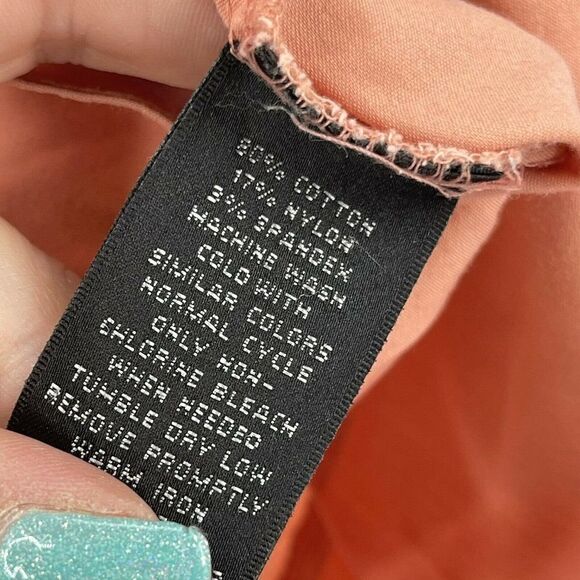 80% COTTON
17% NYLON
3% SPANDEX
MACHINE WASH
COLD WITH
SIMILAR COLORS
NORMAL CYCLE
ONLY NON-
CHLORINE BLEACH
WHEN NEEDED
TUMBLE DRY LOW
REMOVE PROMPTLY
WARM IRON